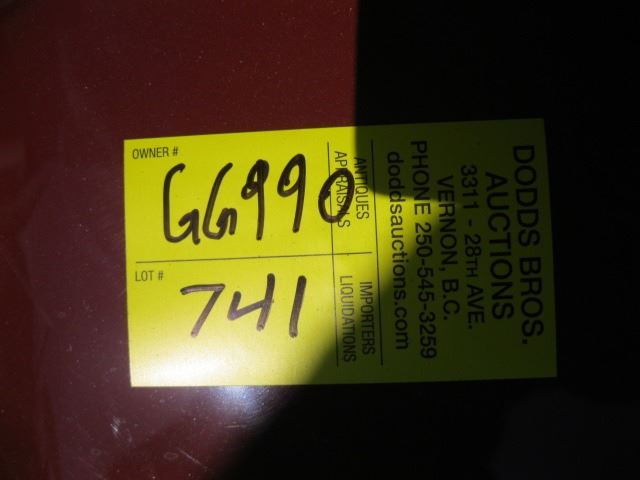 DODDS BROS.
AUCTIONS
3311 - 28TH AVE.
VERNON, B.C.
PHONE 250-545-3259
doddsauctions.com
ANTIQUES IMPORTERS
APPRAISALS LIQUIDATIONS
OWNER #
GG990
LOT #
741